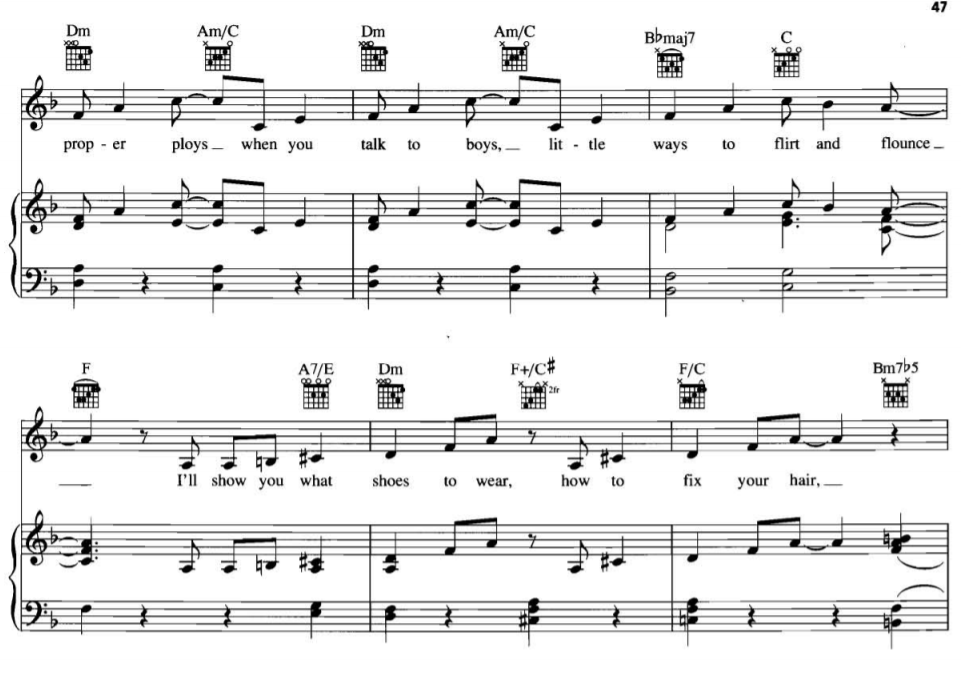 47
Dm Am/C Dm Am/C B♭maj7 C
prop - er ploys when you talk to boys, lit - tle ways to flirt and flounce
F A7/E Dm F+/C♯ 2fr F/C Bm7♭5
I'll show you what shoes to wear, how to fix your hair,